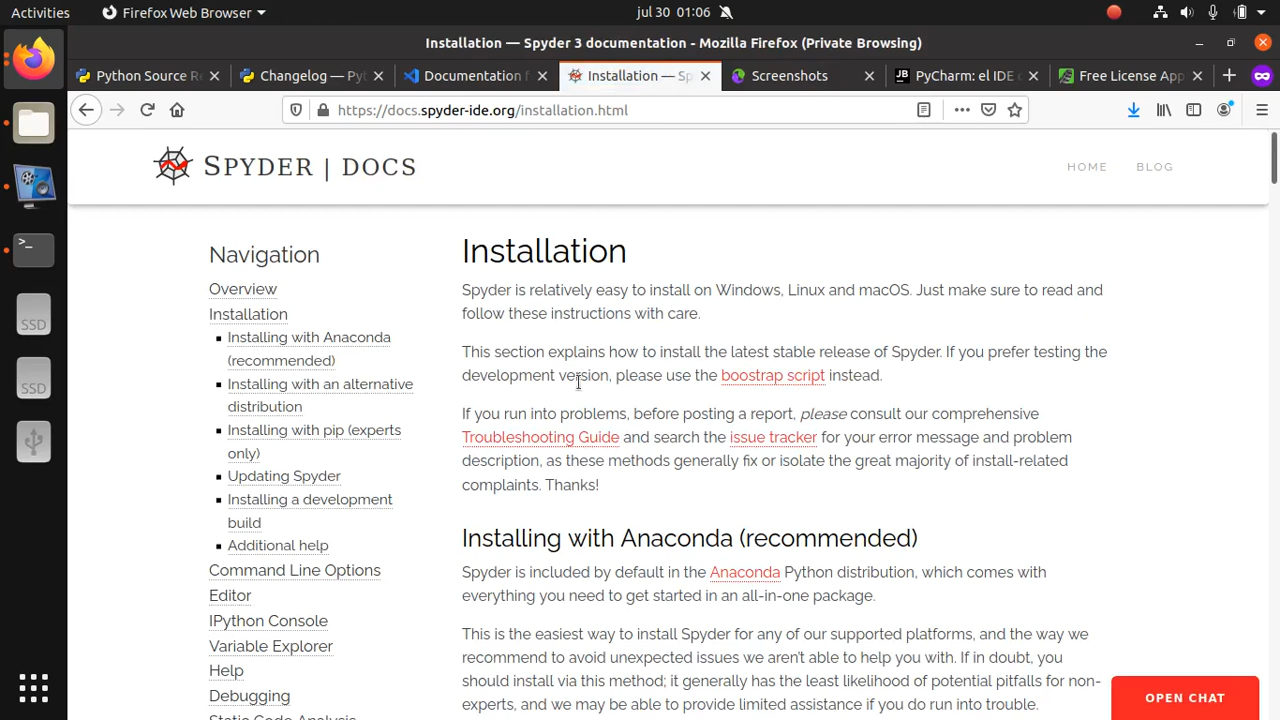 Activities
Firefox Web Browser
jul 30 01:06
Installation — Spyder 3 documentation - Mozilla Firefox (Private Browsing)
Python Source R
Changelog — Pyt
Documentation f
Installation — Sp
Screenshots
JB
PyCharm: el IDE d
Free License App
https://docs.spyder-ide.org/installation.html
SPYDER | DOCS
HOME
BLOG
Navigation
Overview
Installation
Installing with Anaconda
(recommended)
Installing with an alternative
distribution
Installing with pip (experts
only)
Updating Spyder
Installing a development
build
Additional help
Command Line Options
Editor
IPython Console
Variable Explorer
Help
Debugging
Static Code Analysis
Installation
Spyder is relatively easy to install on Windows, Linux and macOS. Just make sure to read and
follow these instructions with care.
This section explains how to install the latest stable release of Spyder. If you prefer testing the
development version, please use the boostrap script instead.
If you run into problems, before posting a report, please consult our comprehensive
Troubleshooting Guide and search the issue tracker for your error message and problem
description, as these methods generally fix or isolate the great majority of install-related
complaints. Thanks!
Installing with Anaconda (recommended)
Spyder is included by default in the Anaconda Python distribution, which comes with
everything you need to get started in an all-in-one package.
This is the easiest way to install Spyder for any of our supported platforms, and the way we
recommend to avoid unexpected issues we aren't able to help you with. If in doubt, you
should install via this method; it generally has the least likelihood of potential pitfalls for non-
experts, and we may be able to provide limited assistance if you do run into trouble.
OPEN CHAT
SSD
SSD